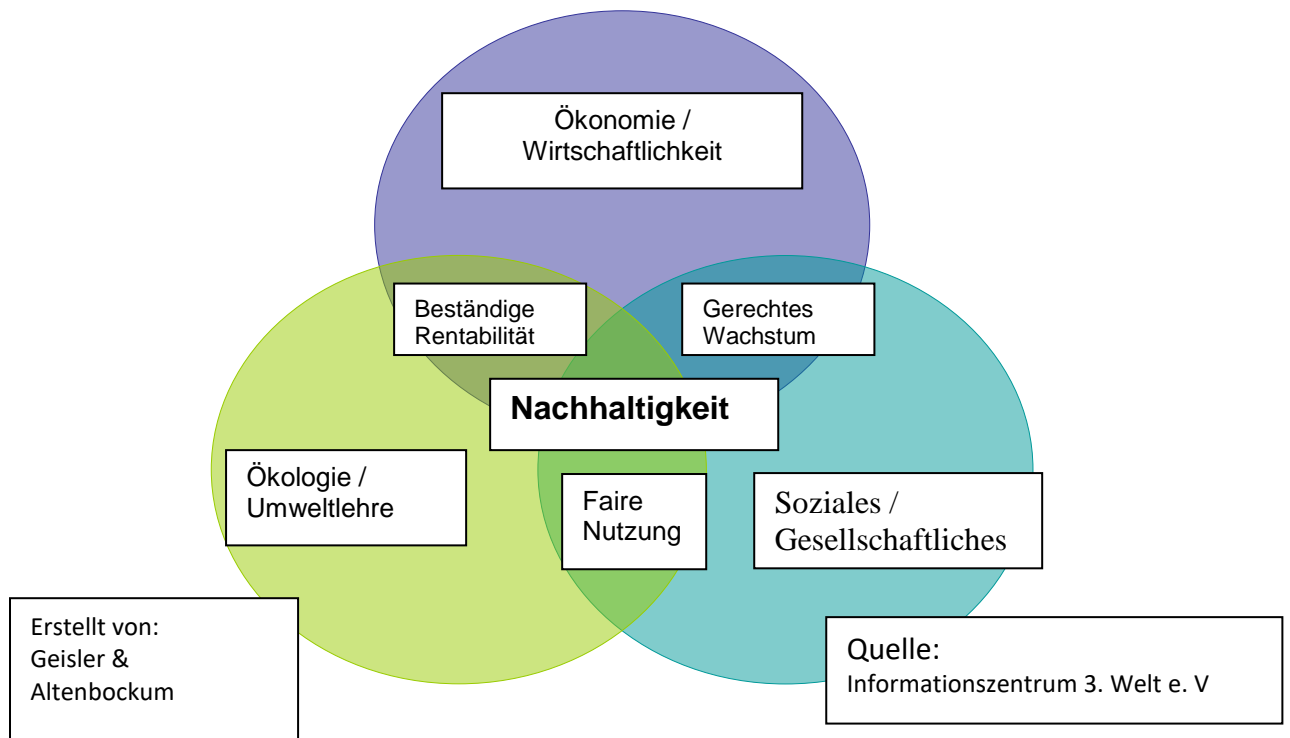 Ökonomie /
Wirtschaftlichkeit
Beständige
Rentabilität
Gerechtes
Wachstum
Nachhaltigkeit
Ökologie /
Umweltlehre
Faire
Nutzung
Soziales /
Gesellschaftliches
Erstellt von:
Geisler &
Altenbockum
Quelle:
Informationszentrum 3. Welt e. V